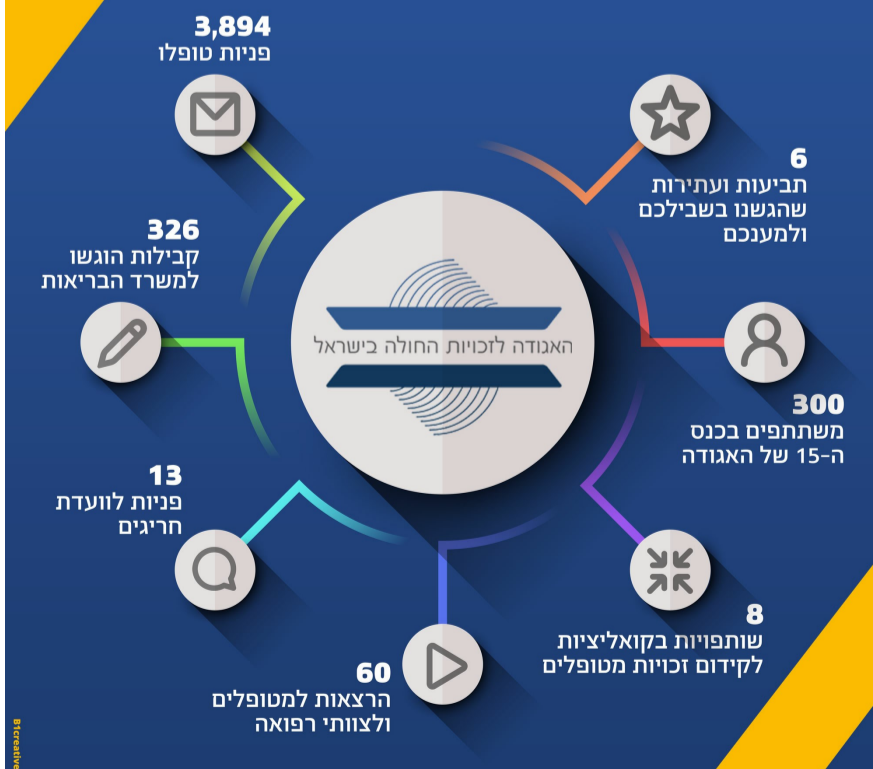 3,894
פניות טופלו
6
תביעות ועתירות
שהגשנו בשבילכם
ולמענכם
326
קבילות הוגשו
למשרד הבריאות
האגודה לזכויות החולה בישראל
300
משתתפים בכנס
ה-15 של האגודה
13
פניות לוועדת
חריגים
8
שותפויות בקואליציות
לקידום זכויות מטופלים
60
הרצאות למטופלים
ולצוותי רפואה
B1creative